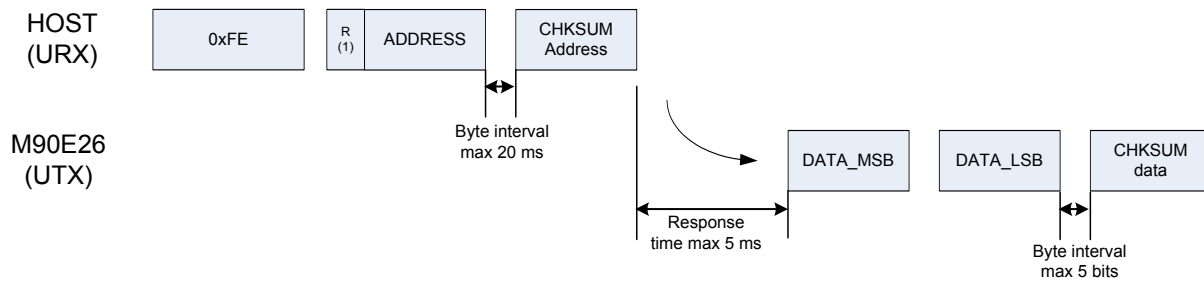 HOST
(URX)
0xFE
R
(1)
ADDRESS
CHKSUM
Address
Byte interval
max 20 ms
M90E26
(UTX)
DATA_MSB
DATA_LSB
CHKSUM
data
Response
time max 5 ms
Byte interval
max 5 bits